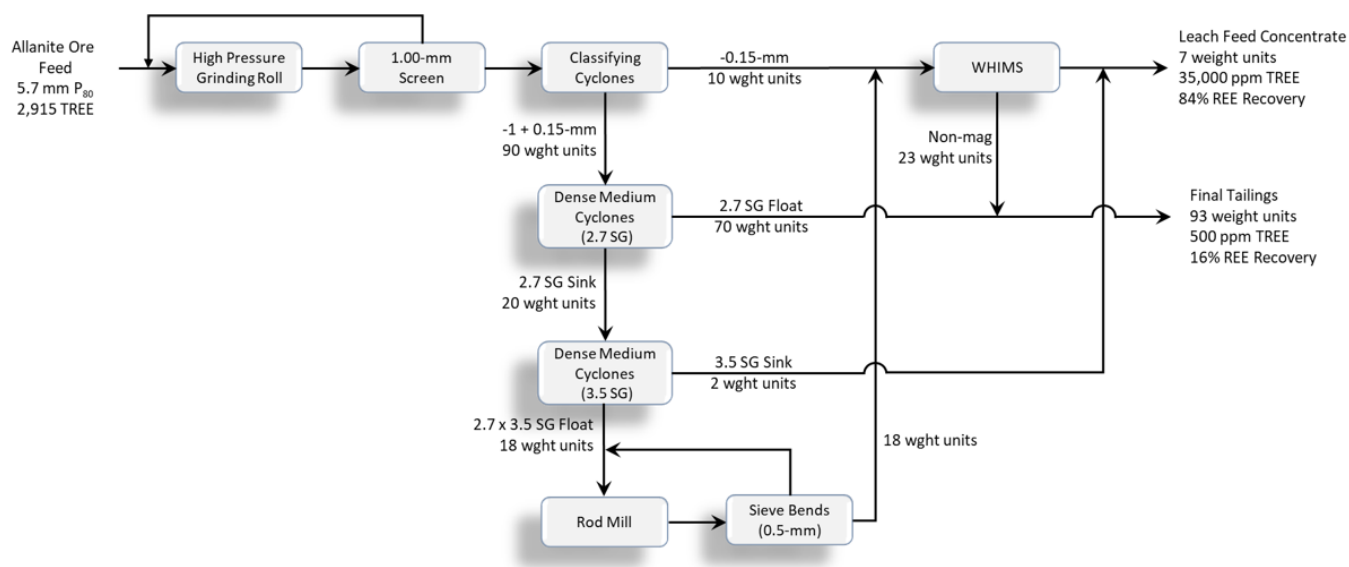 Allanite Ore
Feed
5.7 mm P₈₀
2,915 TREE
High Pressure
Grinding Roll
1.00-mm
Screen
Classifying
Cyclones
-0.15-mm
10 wght units
WHIMS
Leach Feed Concentrate
7 weight units
35,000 ppm TREE
84% REE Recovery
-1 + 0.15-mm
90 wght units
Non-mag
23 wght units
Dense Medium
Cyclones
(2.7 SG)
2.7 SG Float
70 wght units
Final Tailings
93 weight units
500 ppm TREE
16% REE Recovery
2.7 SG Sink
20 wght units
Dense Medium
Cyclones
(3.5 SG)
3.5 SG Sink
2 wght units
2.7 x 3.5 SG Float
18 wght units
18 wght units
Rod Mill
Sieve Bends
(0.5-mm)